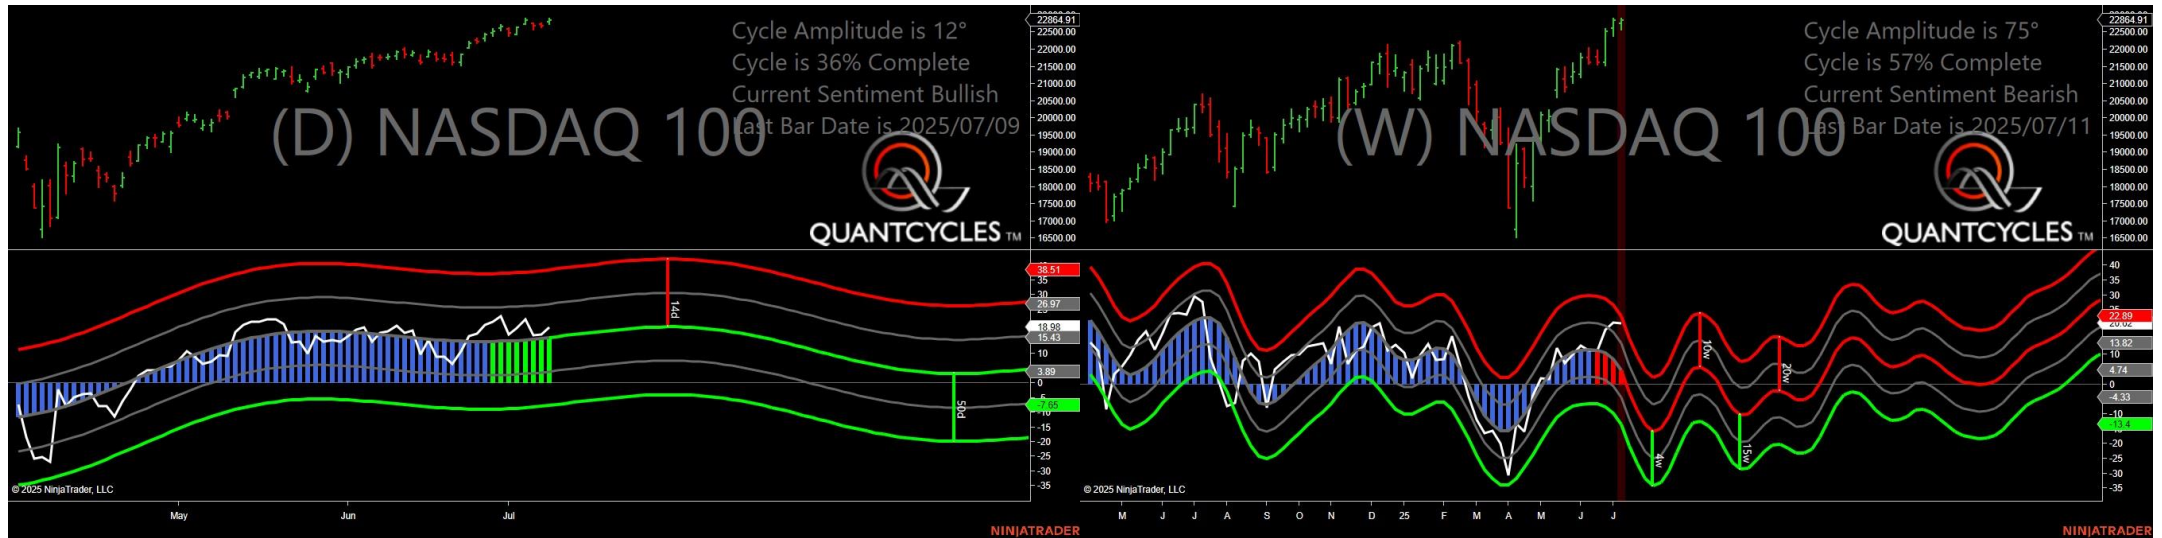 Cycle Amplitude is 12°
Cycle is 36% Complete
Current Sentiment Bullish
Last Bar Date is 2025/07/09
(D) NASDAQ 100
QUANTCYCLES TM
22864.91
22500.00
22000.00
21500.00
21000.00
20500.00
20000.00
19500.00
19000.00
18500.00
18000.00
17500.00
17000.00
16500.00
14d
50d
38.51
35
30
26.97
18.98
15.43
10
3.89
0
-7.65
-10
-15
-20
-25
-30
-35
© 2025 NinjaTrader, LLC
May Jun Jul
NINJATRADER
Cycle Amplitude is 75°
Cycle is 57% Complete
Current Sentiment Bearish
Last Bar Date is 2025/07/11
(W) NASDAQ 100
QUANTCYCLES TM
22864.91
22500.00
22000.00
21500.00
21000.00
20500.00
20000.00
19500.00
19000.00
18500.00
18000.00
17500.00
17000.00
16500.00
10w
20w
4w
15w
40
35
30
22.89
13.82
10
4.74
0
-4.33
-10
-13.4
-20
-25
-30
-35
© 2025 NinjaTrader, LLC
M J J A S O N D 25 F M A M J J
NINJATRADER